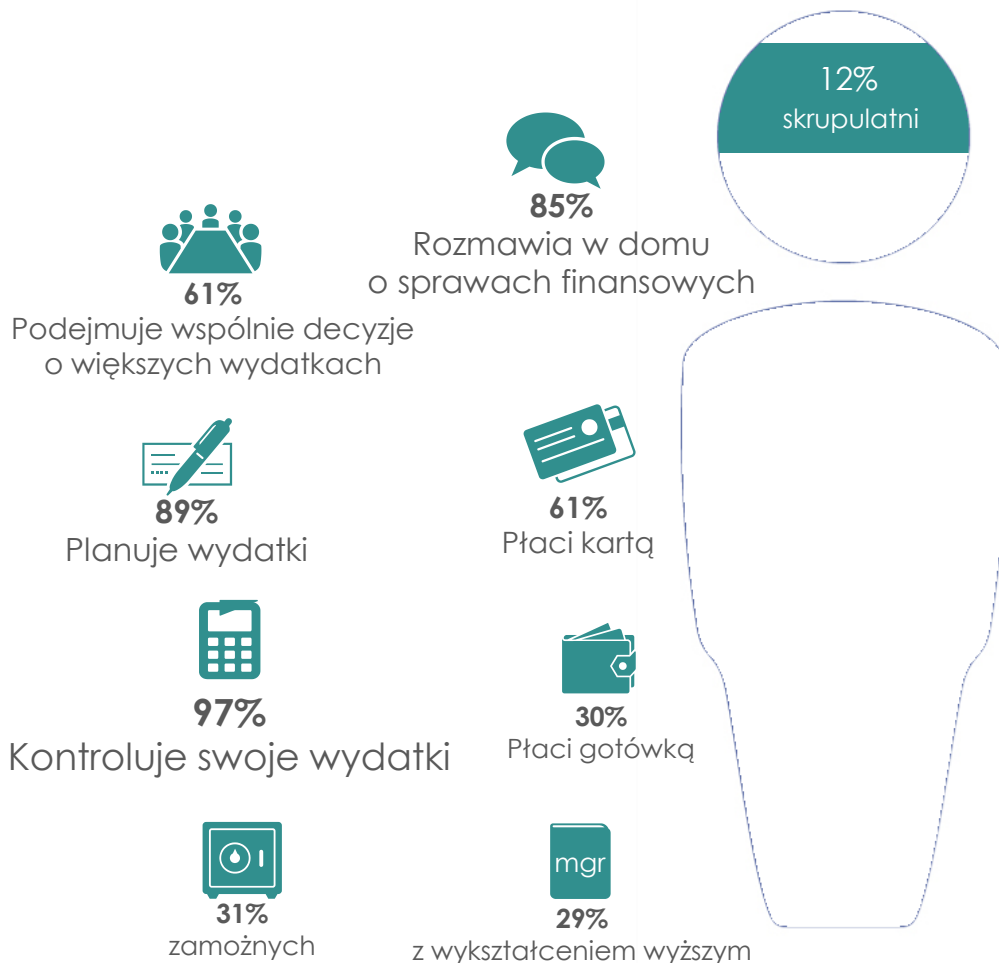 12%
skrupulatni
85%
Rozmawia w domu
o sprawach finansowych
61%
Podejmuje wspólnie decyzje
o większych wydatkach
89%
Planuje wydatki
61%
Płaci kartą
97%
Kontroluje swoje wydatki
30%
Płaci gotówką
31%
zamożnych
mgr
29%
z wykształceniem wyższym